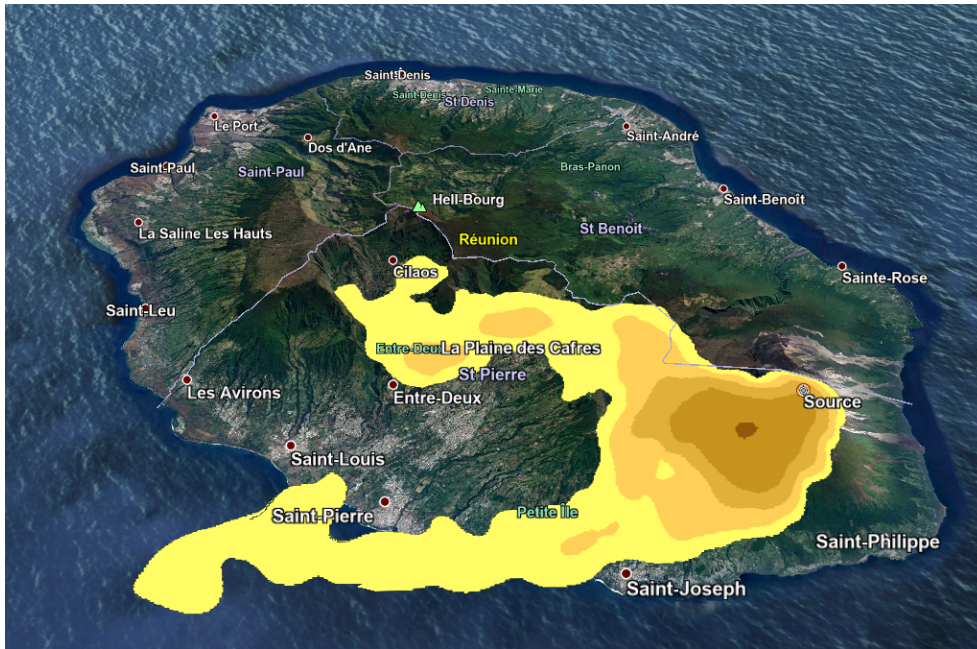 Saint-Denis
Saint-Denis
Sainte Marie
St Denis
Le Port
Saint-André
Dos d'Ane
Saint-Paul
Saint-Paul
Bras-Panon
Hell-Bourg
Saint-Benoît
La Saline Les Hauts
St Benoit
Réunion
Cilaos
Sainte-Rose
Saint-Leu
Entre-Deux
La Plaine des Cafres
St Pierre
Les Avirons
Entre-Deux
Source
Saint-Louis
Saint-Pierre
Petite Île
Saint-Philippe
Saint-Joseph